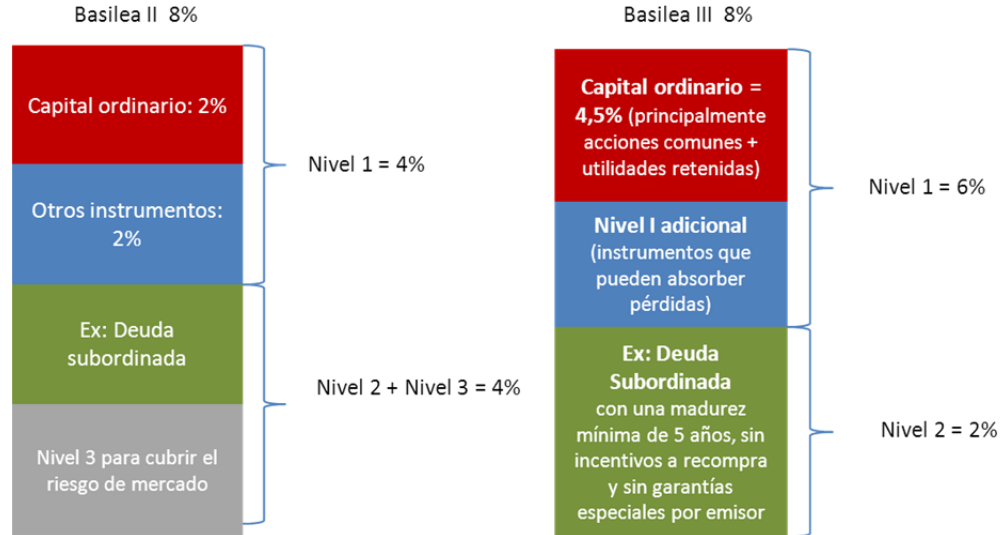 Basilea II 8%
Capital ordinario: 2%
Otros instrumentos:
2%
Nivel 1 = 4%
Ex: Deuda
subordinada
Nivel 3 para cubrir el
riesgo de mercado
Nivel 2 + Nivel 3 = 4%
Basilea III 8%
Capital ordinario =
4,5% (principalmente
acciones comunes +
utilidades retenidas)
Nivel I adicional
(instrumentos que
pueden absorber
pérdidas)
Nivel 1 = 6%
Ex: Deuda
Subordinada
con una madurez
mínima de 5 años, sin
incentivos a recompra
y sin garantías
especiales por emisor
Nivel 2 = 2%